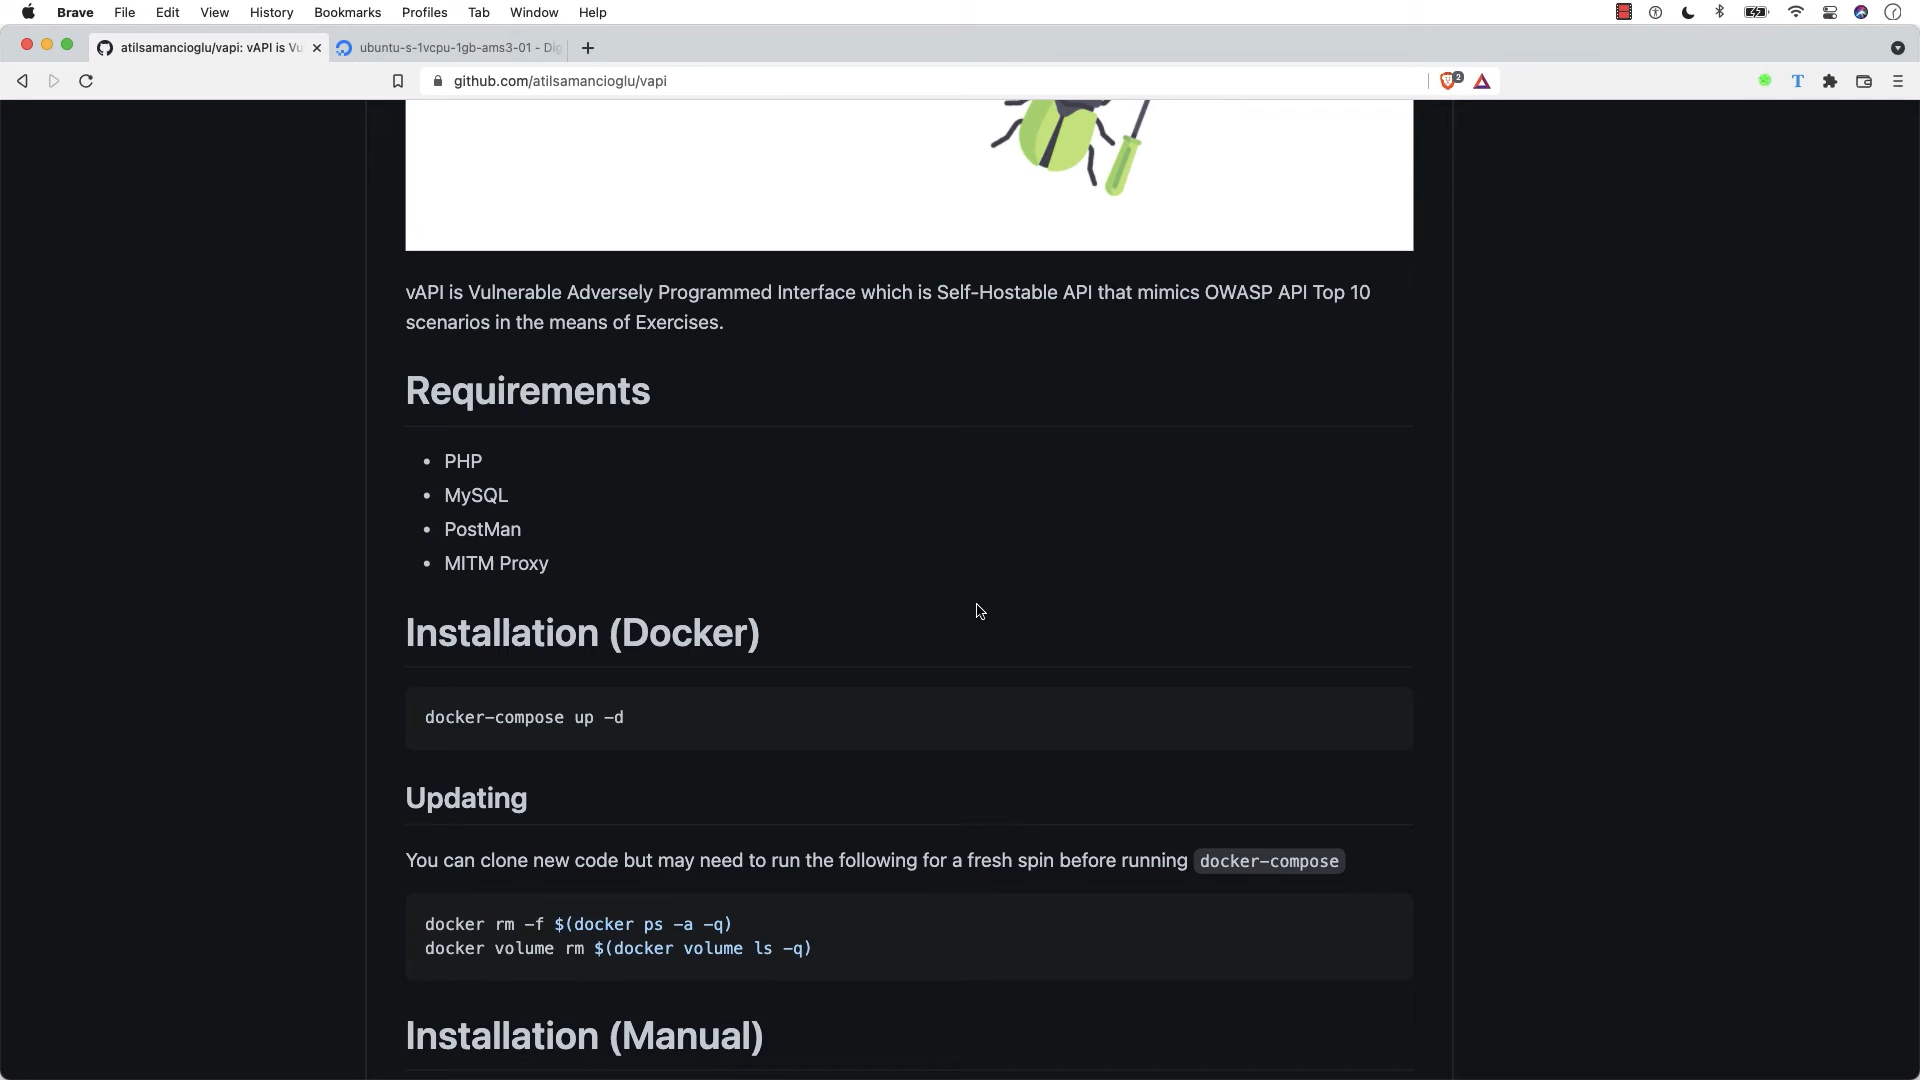 Brave File Edit View History Bookmarks Profiles Tab Window Help
atilsamancioglu/vapi: vAPI is Vu
ubuntu-s-1vcpu-1gb-ams3-01 - Dig
github.com/atilsamancioglu/vapi
2
T
vAPI is Vulnerable Adversely Programmed Interface which is Self-Hostable API that mimics OWASP API Top 10
scenarios in the means of Exercises.
Requirements
• PHP
• MySQL
• PostMan
• MITM Proxy
Installation (Docker)
docker-compose up -d
Updating
You can clone new code but may need to run the following for a fresh spin before running docker-compose
docker rm -f $(docker ps -a -q)
docker volume rm $(docker volume ls -q)
Installation (Manual)